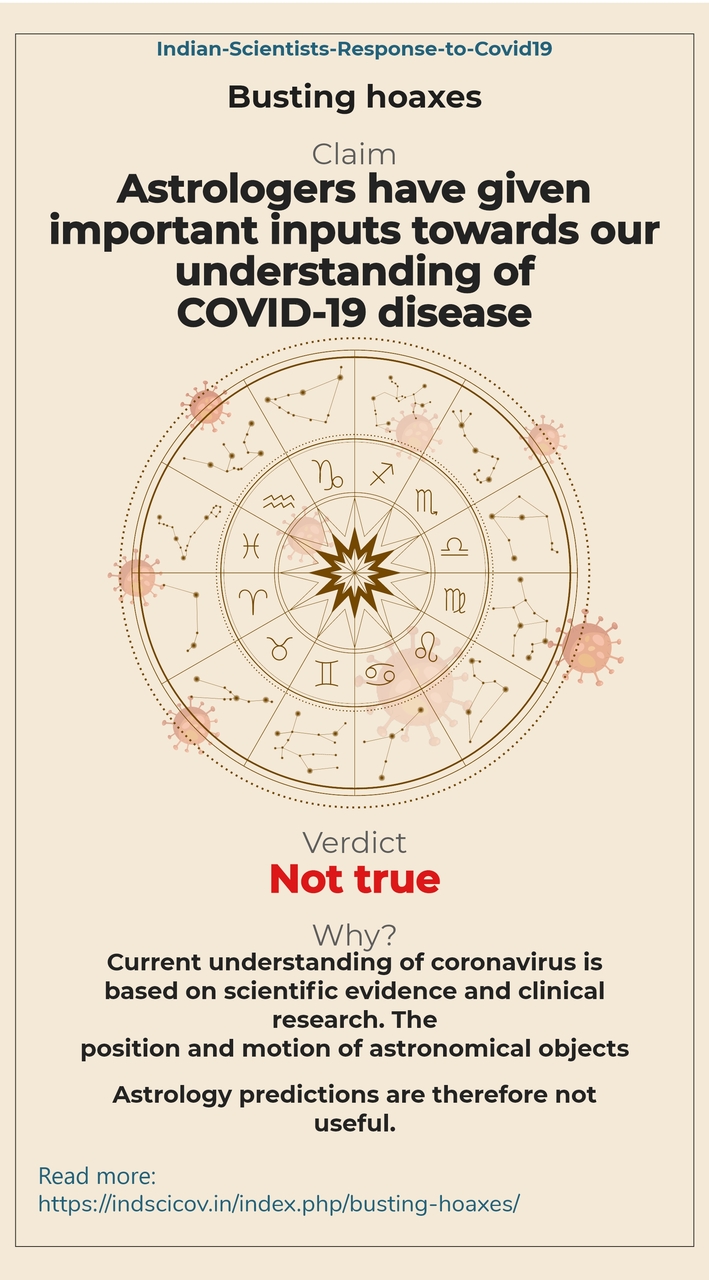 Indian-Scientists-Response-to-Covid19
Busting hoaxes
Claim
Astrologers have given
important inputs towards our
understanding of
COVID-19 disease
Verdict
Not true
Why?
Current understanding of coronavirus is
based on scientific evidence and clinical
research. The
position and motion of astronomical objects
Astrology predictions are therefore not
useful.
Read more:
https://indscicov.in/index.php/busting-hoaxes/